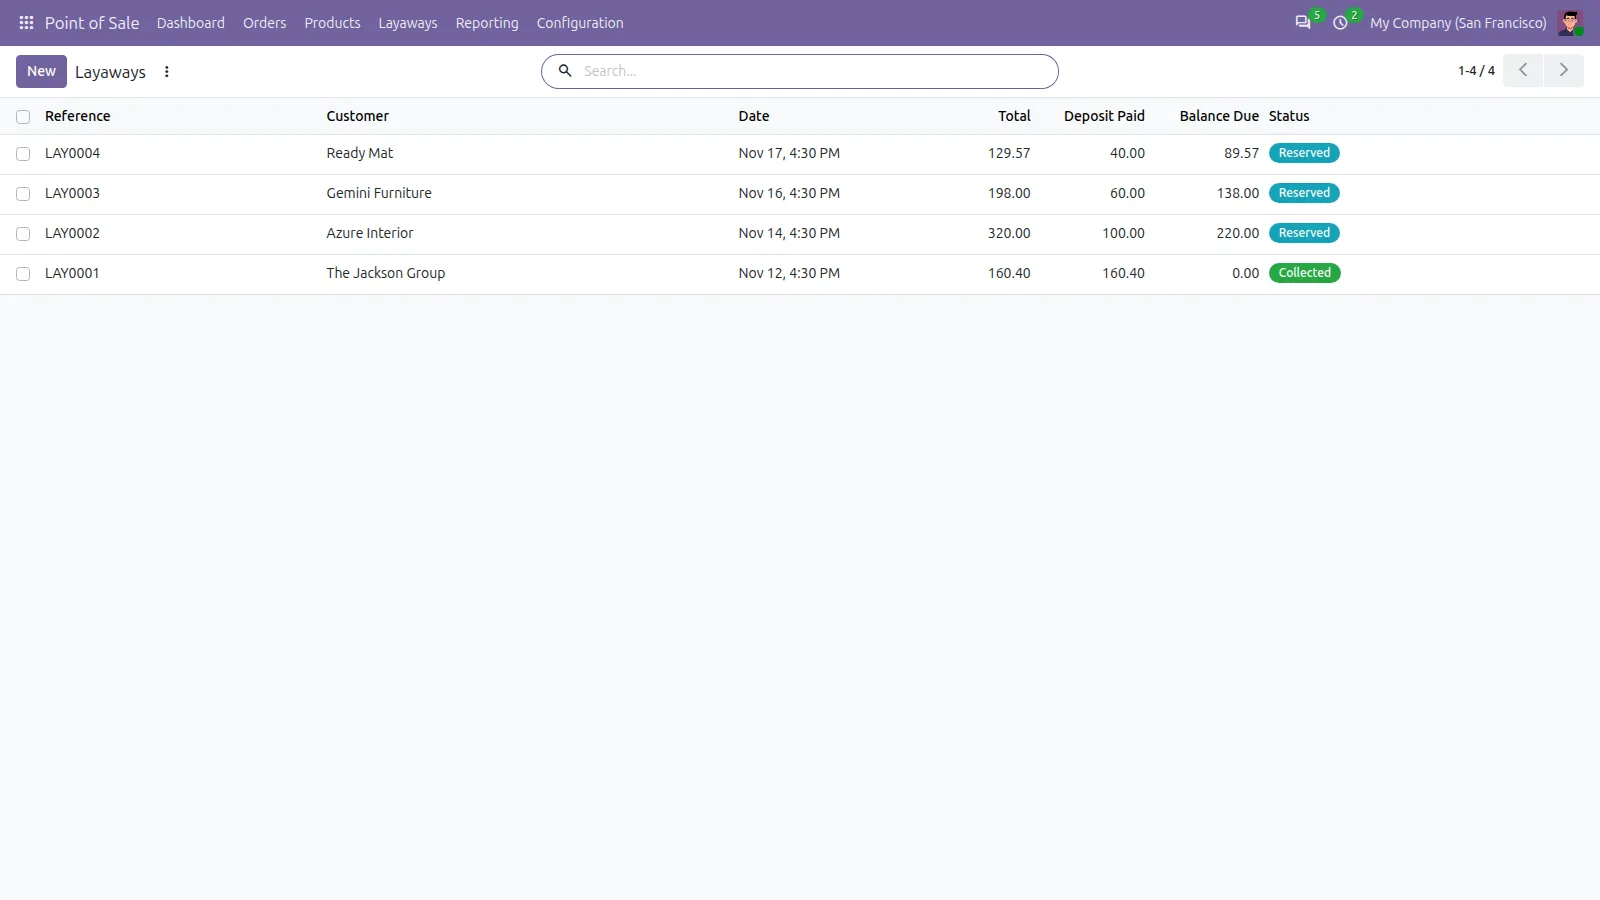 Point of Sale Dashboard Orders Products Layaways Reporting Configuration 5 2 My Company (San Francisco)
New Layaways Search... 1-4 / 4
Reference Customer Date Total Deposit Paid Balance Due Status
LAY0004 Ready Mat Nov 17, 4:30 PM 129.57 40.00 89.57 Reserved
LAY0003 Gemini Furniture Nov 16, 4:30 PM 198.00 60.00 138.00 Reserved
LAY0002 Azure Interior Nov 14, 4:30 PM 320.00 100.00 220.00 Reserved
LAY0001 The Jackson Group Nov 12, 4:30 PM 160.40 160.40 0.00 Collected